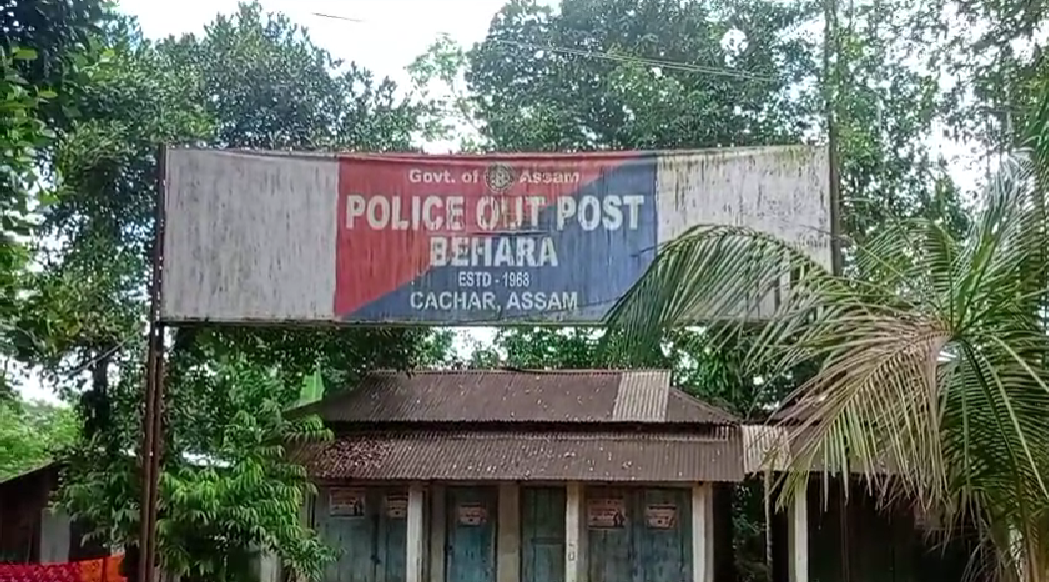 Govt. of Assam
POLICE OUT POST
BEHARA
ESTD - 1968
CACHAR, ASSAM